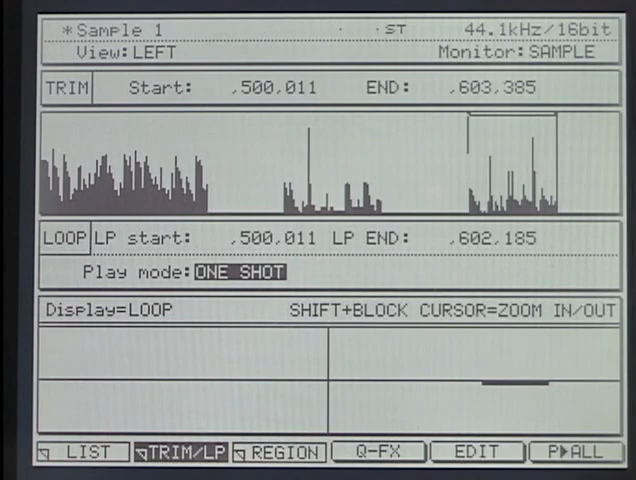 *Sample 1 · ·ST 44.1kHz/16bit
View:LEFT Monitor:SAMPLE
TRIM Start: ,500,011 END: ,603,385
LOOP LP start: ,500,011 LP END: ,602,185
Play mode:ONE SHOT
Display=LOOP SHIFT+BLOCK CURSOR=ZOOM IN/OUT
LIST TRIM/LP REGION Q-FX EDIT P▶ALL